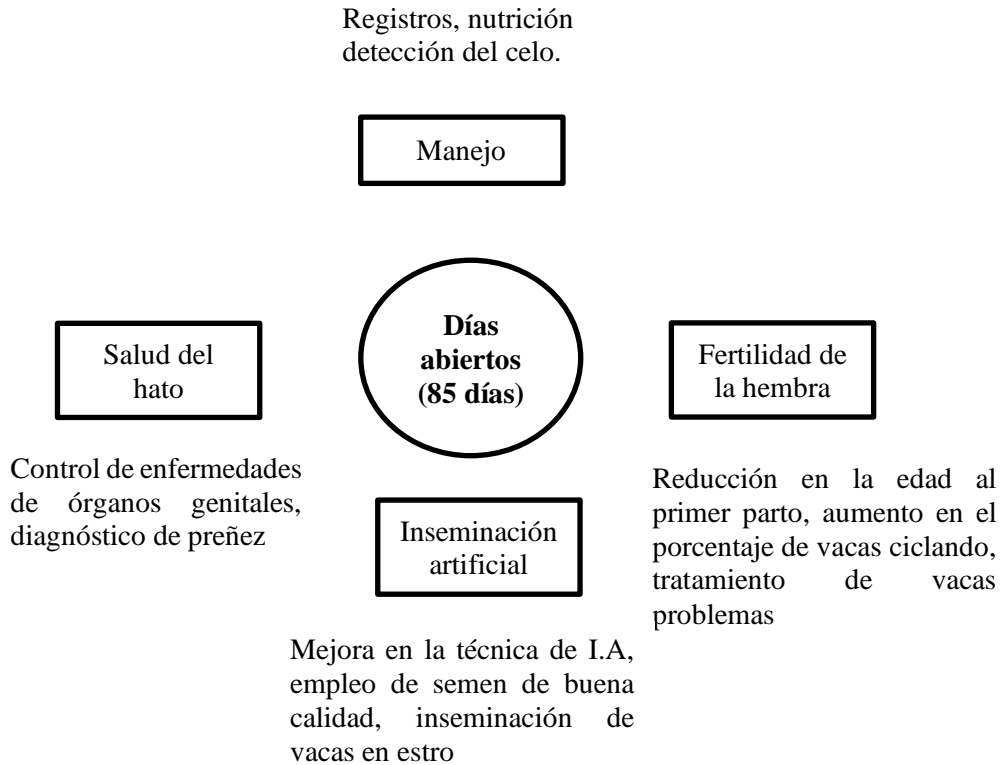 Registros, nutrición
detección del celo.
Manejo
Días
abiertos
(85 días)
Salud del
hato
Fertilidad de
la hembra
Control de enfermedades
de órganos genitales,
diagnóstico de preñez
Inseminación
artificial
Reducción en la edad al
primer parto, aumento en el
porcentaje de vacas ciclando,
tratamiento de vacas
problemas
Mejora en la técnica de I.A,
empleo de semen de buena
calidad, inseminación de
vacas en estro